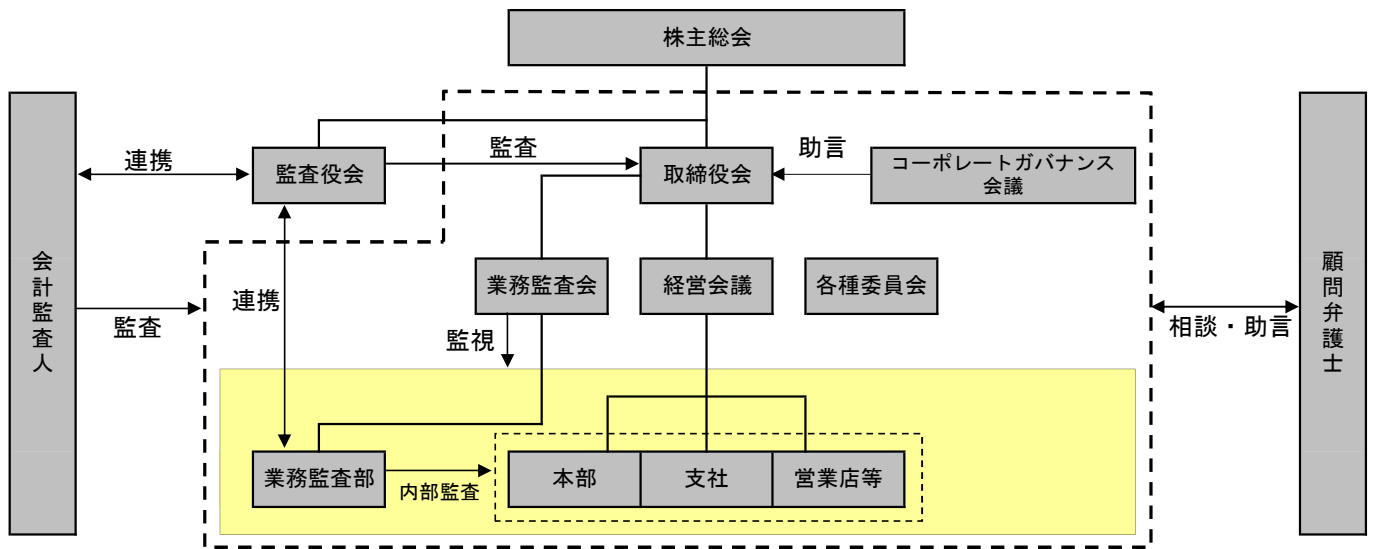 株主総会
連携
監査役会
監査
取締役会
助言
コーポレートガバナンス
会議
会計監査人
監査
連携
業務監査会
経営会議
各種委員会
監視
相談・助言
顧問弁護士
業務監査部
内部監査
本部
支社
営業店等